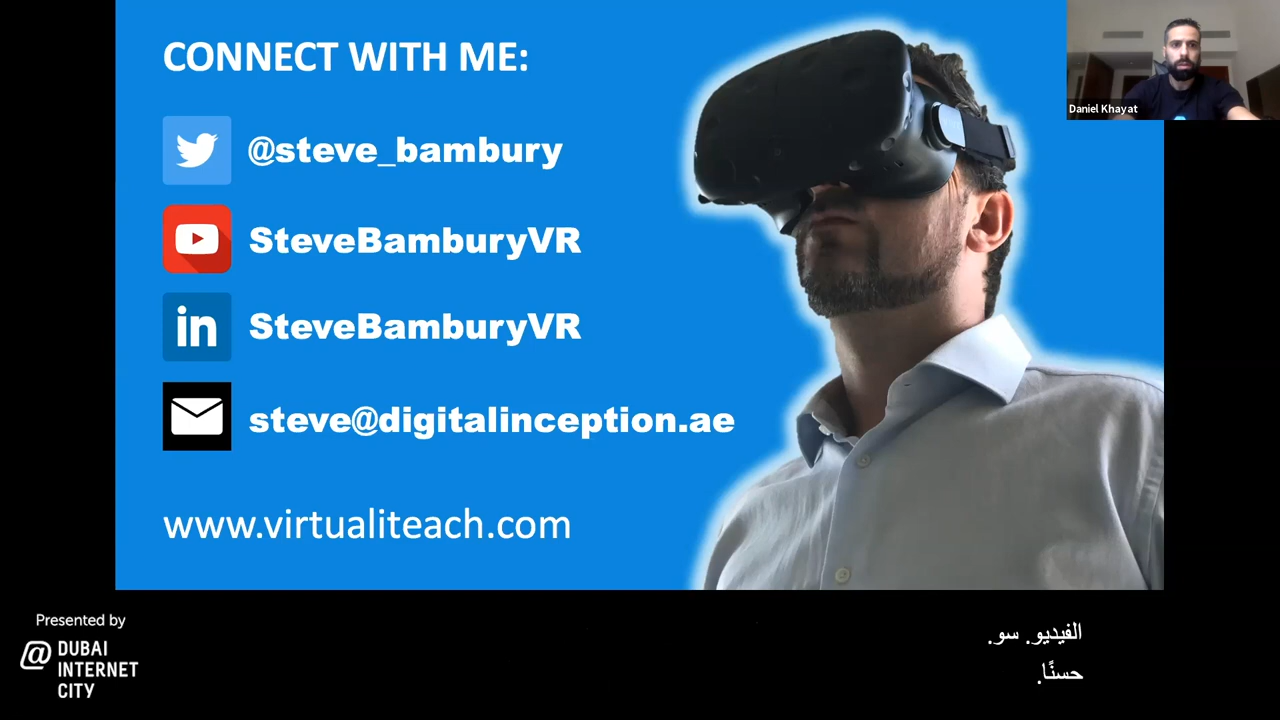 CONNECT WITH ME:
@steve_bambury
SteveBamburyVR
in SteveBamburyVR
steve@digitalinception.ae
www.virtualiteach.com
Daniel Khayat
Presented by
@ DUBAI
INTERNET
CITY
الفيديو. سو.
حسنًا.